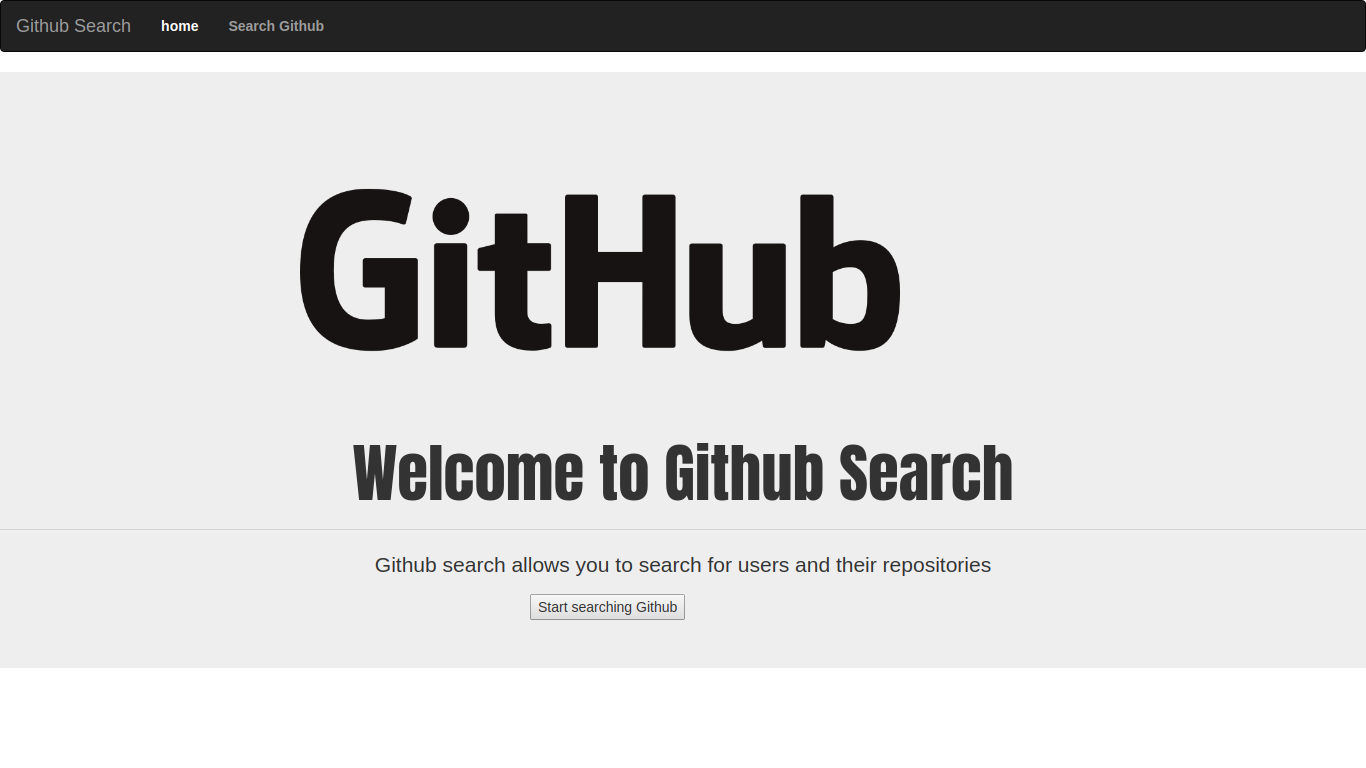 Github Search home Search Github
GitHub
Welcome to Github Search
Github search allows you to search for users and their repositories
Start searching Github